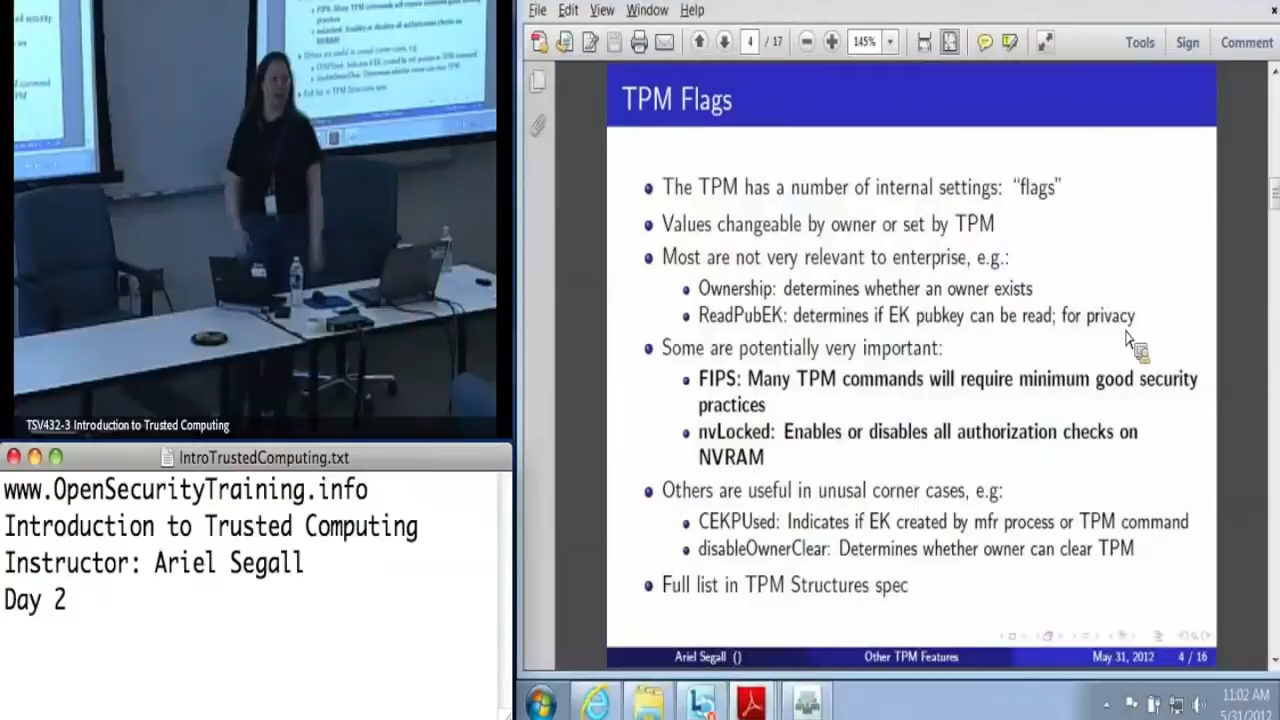 TSV432-3 Introduction to Trusted Computing
IntroTrustedComputing.txt
www.OpenSecurityTraining.info
Introduction to Trusted Computing
Instructor: Ariel Segall
Day 2
File Edit View Window Help
4 / 17
145%
Tools Sign Comment
TPM Flags
The TPM has a number of internal settings: “flags”
Values changeable by owner or set by TPM
Most are not very relevant to enterprise, e.g.:
Ownership: determines whether an owner exists
ReadPubEK: determines if EK pubkey can be read; for privacy
Some are potentially very important:
FIPS: Many TPM commands will require minimum good security
practices
nvLocked: Enables or disables all authorization checks on
NVRAM
Others are useful in unusal corner cases, e.g:
CEKPUsed: Indicates if EK created by mfr process or TPM command
disableOwnerClear: Determines whether owner can clear TPM
Full list in TPM Structures spec
Ariel Segall () Other TPM Features May 31, 2012 4 / 16
11:02 AM
5/31/2012